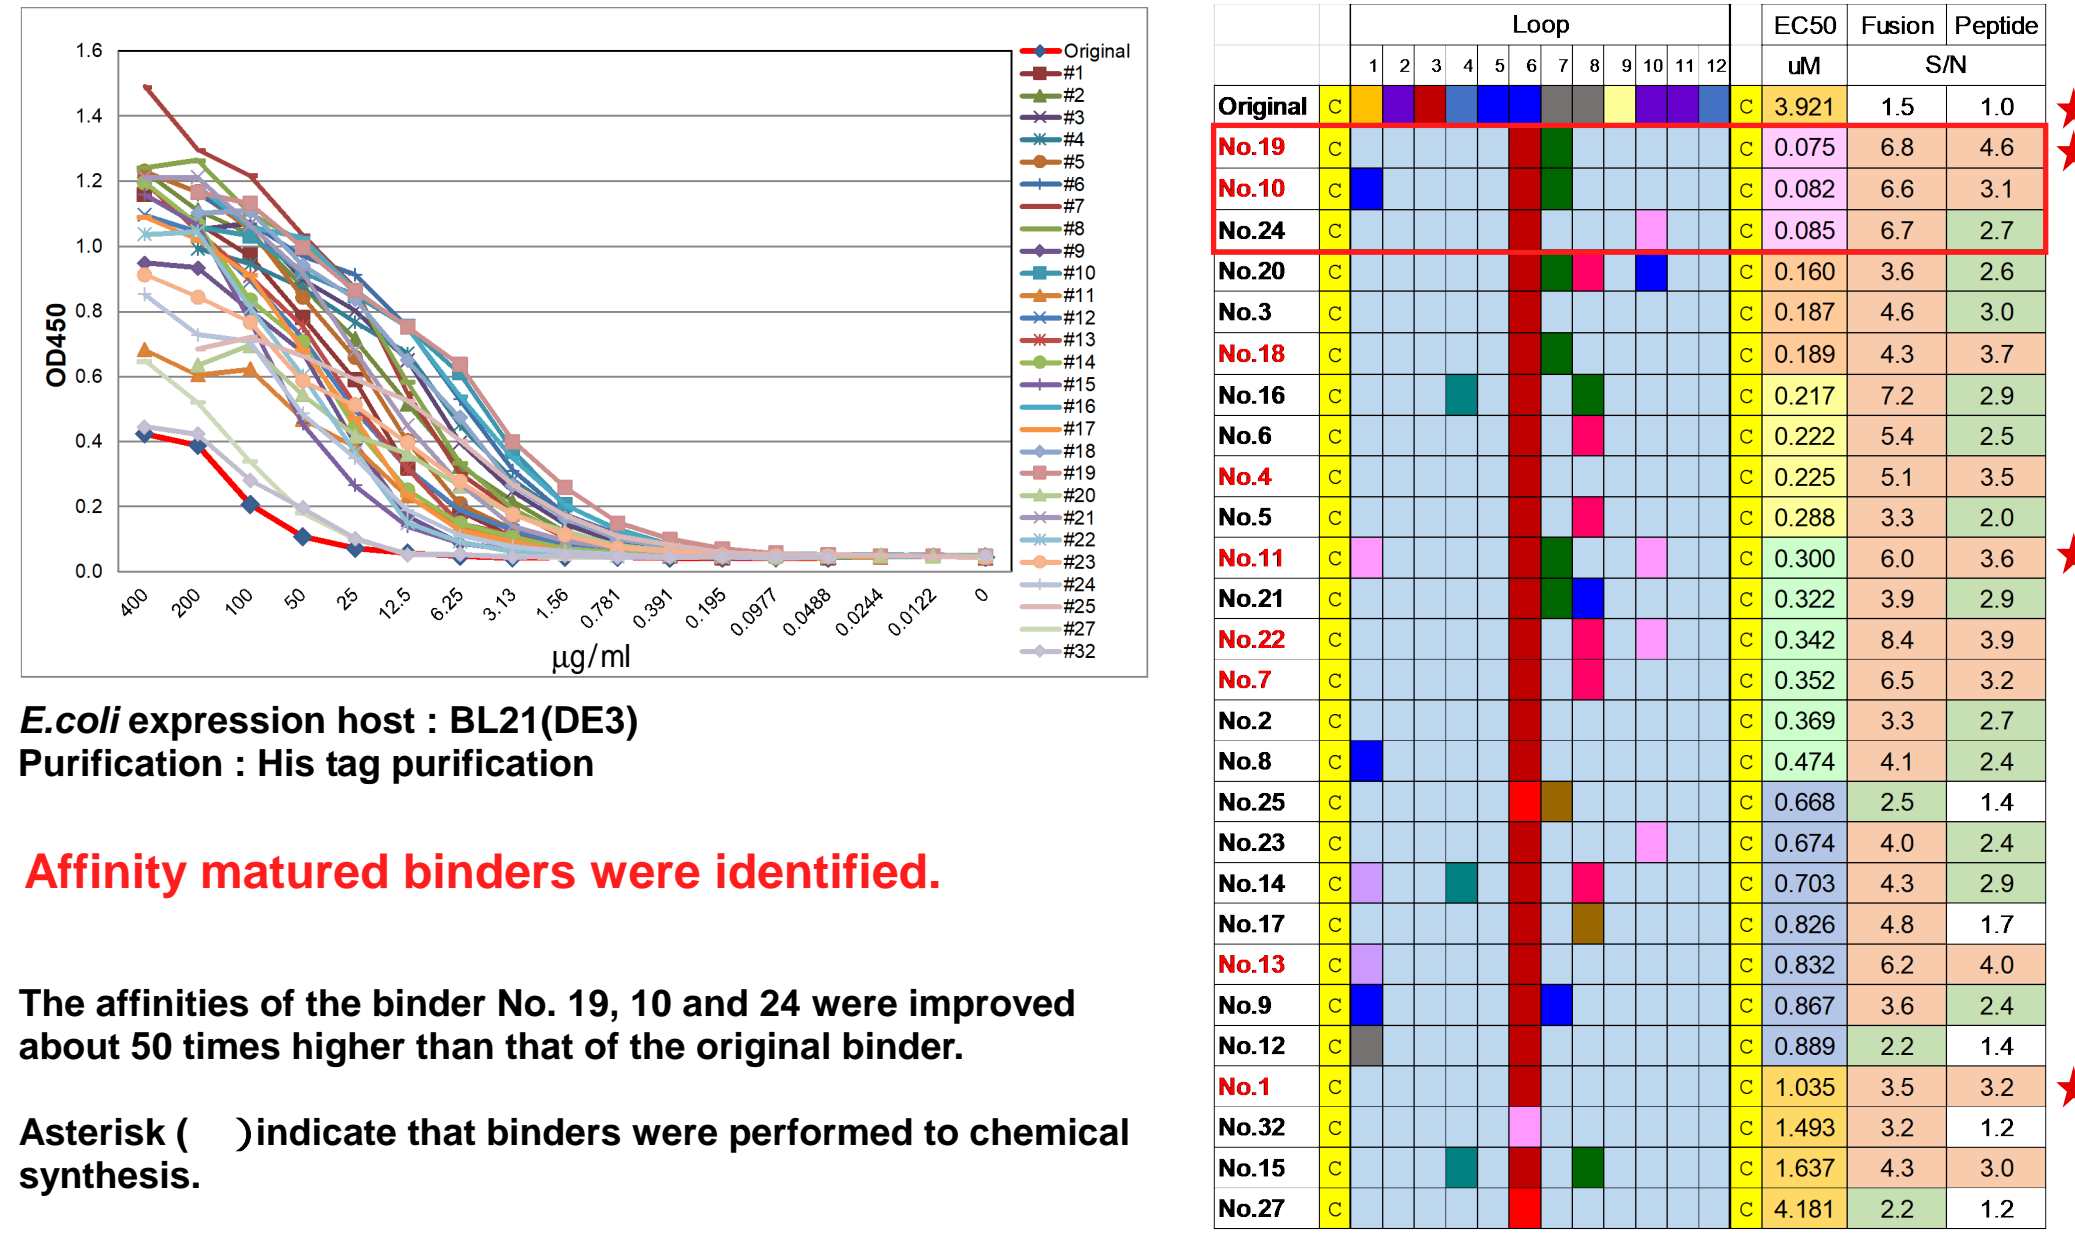 1.6
1.4
1.2
1.0
0.8
0.6
0.4
0.2
0.0
OD450
400 200 100 50 25 12.5 6.25 3.13 1.56 0.781 0.391 0.195 0.0977 0.0488 0.0244 0.0122 0
µg/ml
Original
#1
#2
#3
#4
#5
#6
#7
#8
#9
#10
#11
#12
#13
#14
#15
#16
#17
#18
#19
#20
#21
#22
#23
#24
#25
#27
#32
E.coli expression host : BL21(DE3)
Purification : His tag purification
Affinity matured binders were identified.
The affinities of the binder No. 19, 10 and 24 were improved
about 50 times higher than that of the original binder.
Asterisk ( )indicate that binders were performed to chemical
synthesis.
Loop EC50 Fusion Peptide
1 2 3 4 5 6 7 8 9 10 11 12 uM S/N
Original C C 3.921 1.5 1.0
No.19 C C 0.075 6.8 4.6
No.10 C C 0.082 6.6 3.1
No.24 C C 0.085 6.7 2.7
No.20 C C 0.160 3.6 2.6
No.3 C C 0.187 4.6 3.0
No.18 C C 0.189 4.3 3.7
No.16 C C 0.217 7.2 2.9
No.6 C C 0.222 5.4 2.5
No.4 C C 0.225 5.1 3.5
No.5 C C 0.288 3.3 2.0
No.11 C C 0.300 6.0 3.6
No.21 C C 0.322 3.9 2.9
No.22 C C 0.342 8.4 3.9
No.7 C C 0.352 6.5 3.2
No.2 C C 0.369 3.3 2.7
No.8 C C 0.474 4.1 2.4
No.25 C C 0.668 2.5 1.4
No.23 C C 0.674 4.0 2.4
No.14 C C 0.703 4.3 2.9
No.17 C C 0.826 4.8 1.7
No.13 C C 0.832 6.2 4.0
No.9 C C 0.867 3.6 2.4
No.12 C C 0.889 2.2 1.4
No.1 C C 1.035 3.5 3.2
No.32 C C 1.493 3.2 1.2
No.15 C C 1.637 4.3 3.0
No.27 C C 4.181 2.2 1.2